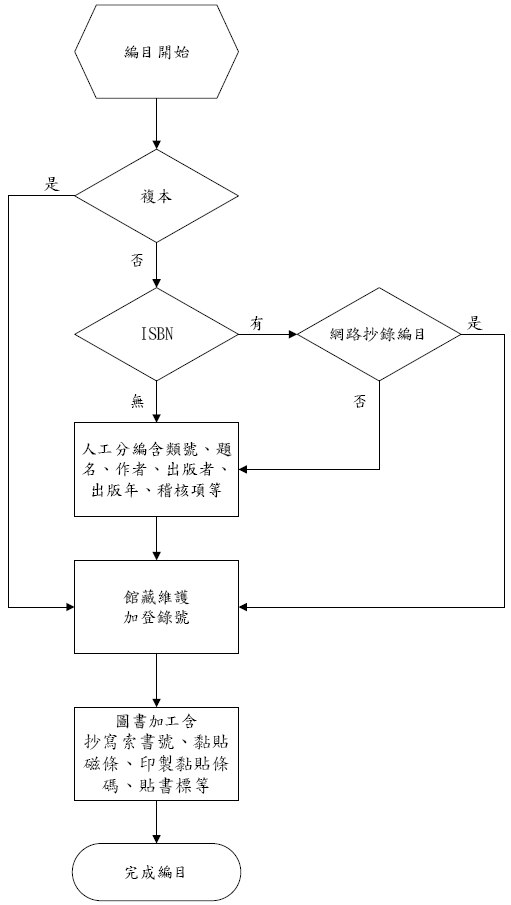 編目開始
是
複本
否
ISBN
有
網路抄錄編目
是
無
否
人工分編含類號、題
名、作者、出版者、
出版年、稽核項等
館藏維護
加登錄號
圖書加工含
抄寫索書號、黏貼
磁條、印製黏貼條
碼、貼書標等
完成編目